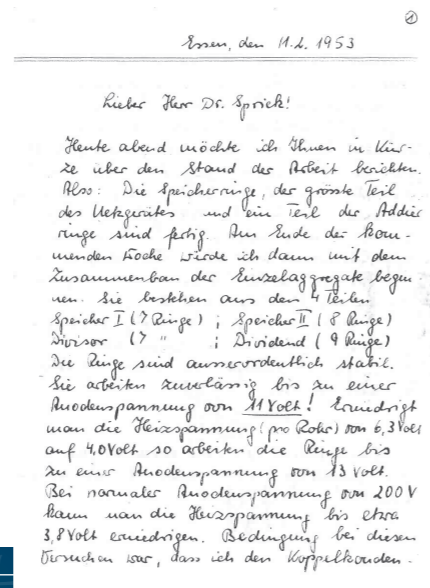 1
Essen, den 11.2. 1953
Lieber Herr Dr. Sprick!
Heute abend möchte ich Ihnen in Kür-
ze über den Stand der Arbeit berichten.
Also: Die Speicherringe, der grösste Teil
des Netzgerätes und ein Teil der Addier
ringe sind fertig. Am Ende der kom-
menden Woche würde ich dann mit dem
Zusammenbau der Einzelaggregate begin
nen. Sie bestehen aus den 4 Teilen
Speicher I (7 Ringe) ; Speicher II (8 Ringe)
Divisor (7 " ; Dividend (9 Ringe)
Die Ringe sind ausserordentlich stabil.
Sie arbeiten zuverlässig bis zu einer
Anodenspannung von 11 Volt! Erniedrigt
man die Heizspannung (pro Rohr) von 6,3 Volt
auf 4,0 Volt so arbeiten die Ringe bis
zu einer Anodenspannung von 13 Volt.
Bei normaler Anodenspannung von 200 V
kann man die Heizspannung bis etwa
3,8 Volt erniedrigen. Bedingung bei diesen
Versuchen war, dass ich den Koppelkonden-